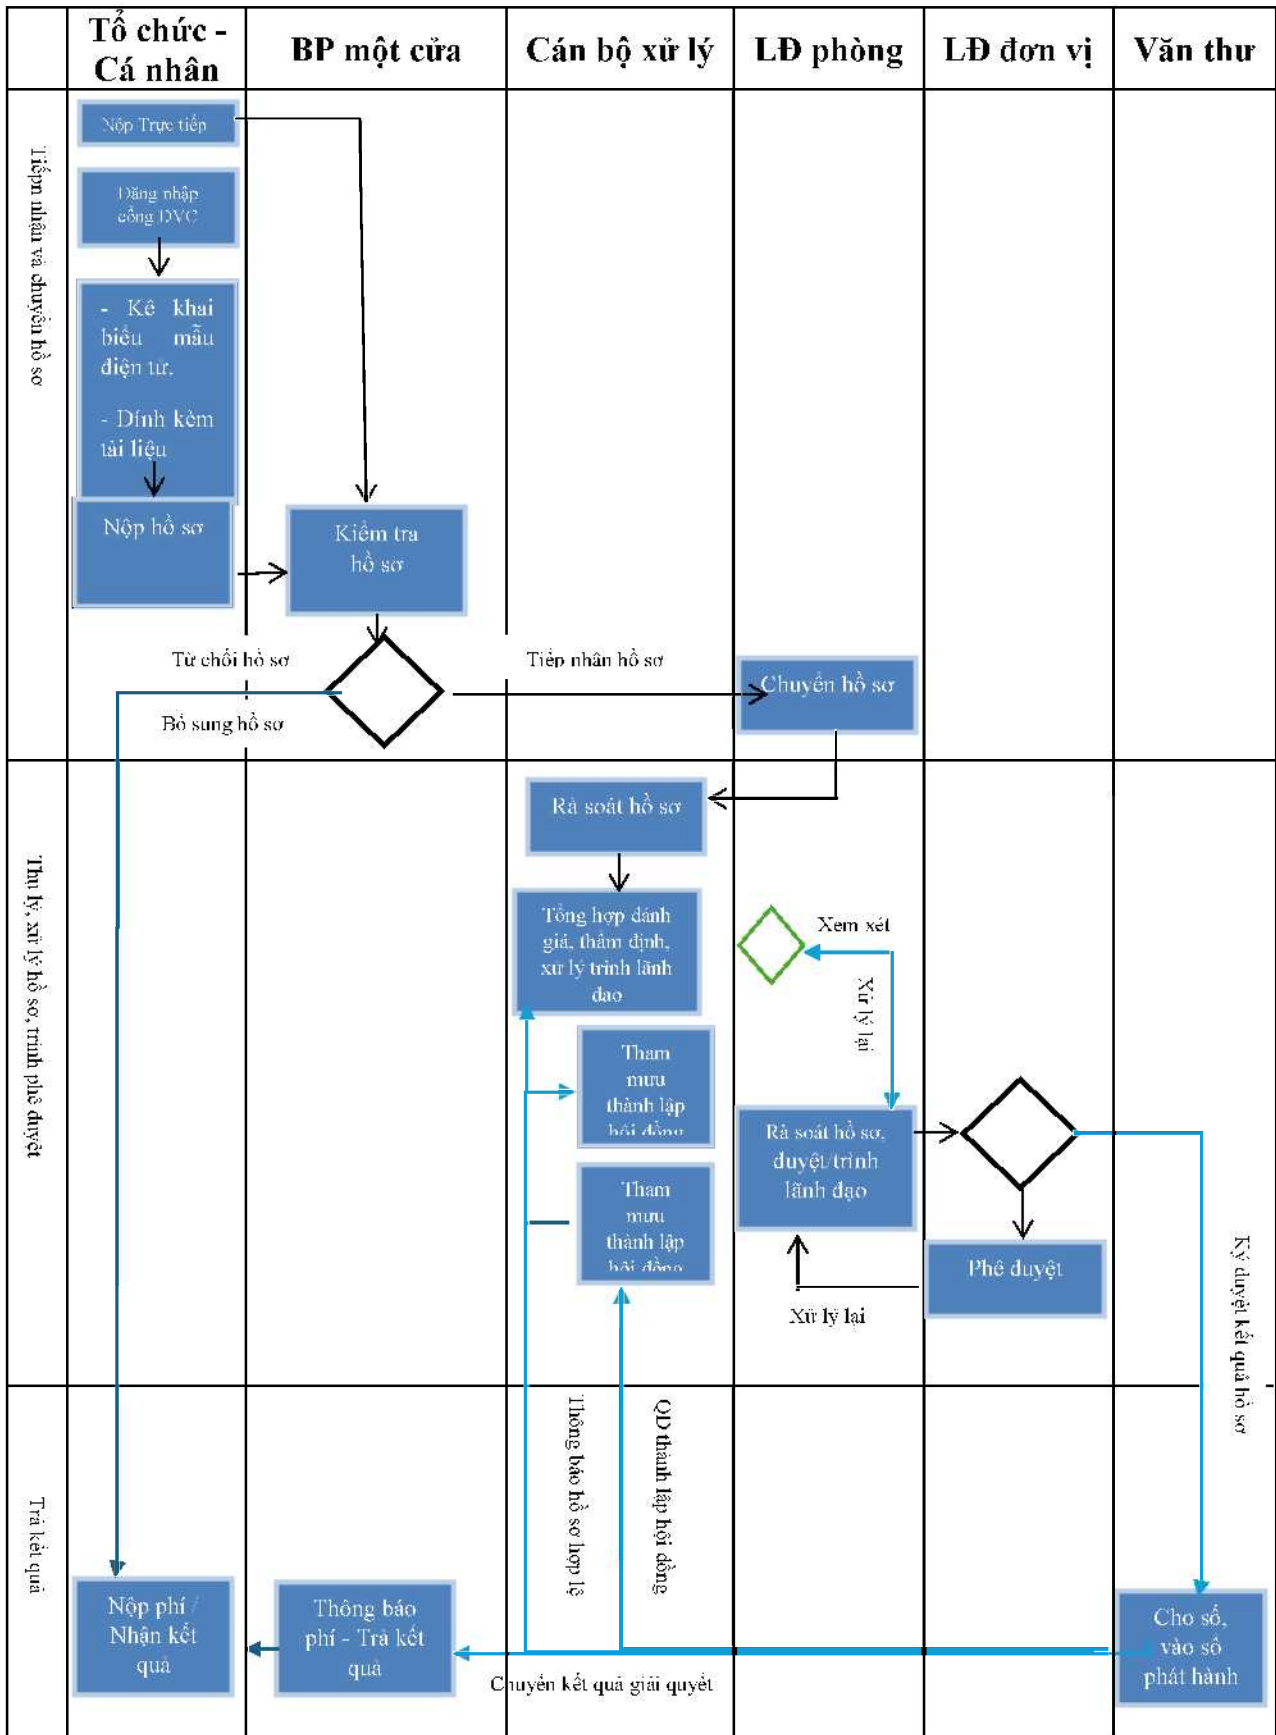 Tổ chức -
Cá nhân
BP một cửa
Cán bộ xử lý
LĐ phòng
LĐ đơn vị
Văn thư
Tiếpn nhận và chuyển hồ sơ
Nộp Trực tiếp
Đăng nhập
cổng DVC
- Kê khai
biểu mẫu
điện tử.
- Đính kèm
tài liệu
Nộp hồ sơ
Kiểm tra
hồ sơ
Từ chối hồ sơ
Tiếp nhân hồ sơ
Bổ sung hồ sơ
Chuyển hồ sơ
Thụ lý, xử lý hồ sơ, trình phê duyệt
Rà soát hồ sơ
Tổng hợp đánh
giá, thẩm định,
xử lý trình lãnh
đạo
Xem xét
Xử lý lại
Tham
mưu
thành lập
hội đồng
Rà soát hồ sơ,
duyệt/trình
lãnh đạo
Tham
mưu
thành lập
hội đồng
Phê duyệt
Xử lý lại
Ký duyệt kết quả hồ sơ
Trả kết quả
Thông báo hồ sơ hợp lệ
QĐ thành lập hội đồng
Nộp phí /
Nhận kết
quả
Thông báo
phí - Trả kết
quả
Cho số,
vào sổ
phát hành
Chuyển kết quả giải quyết